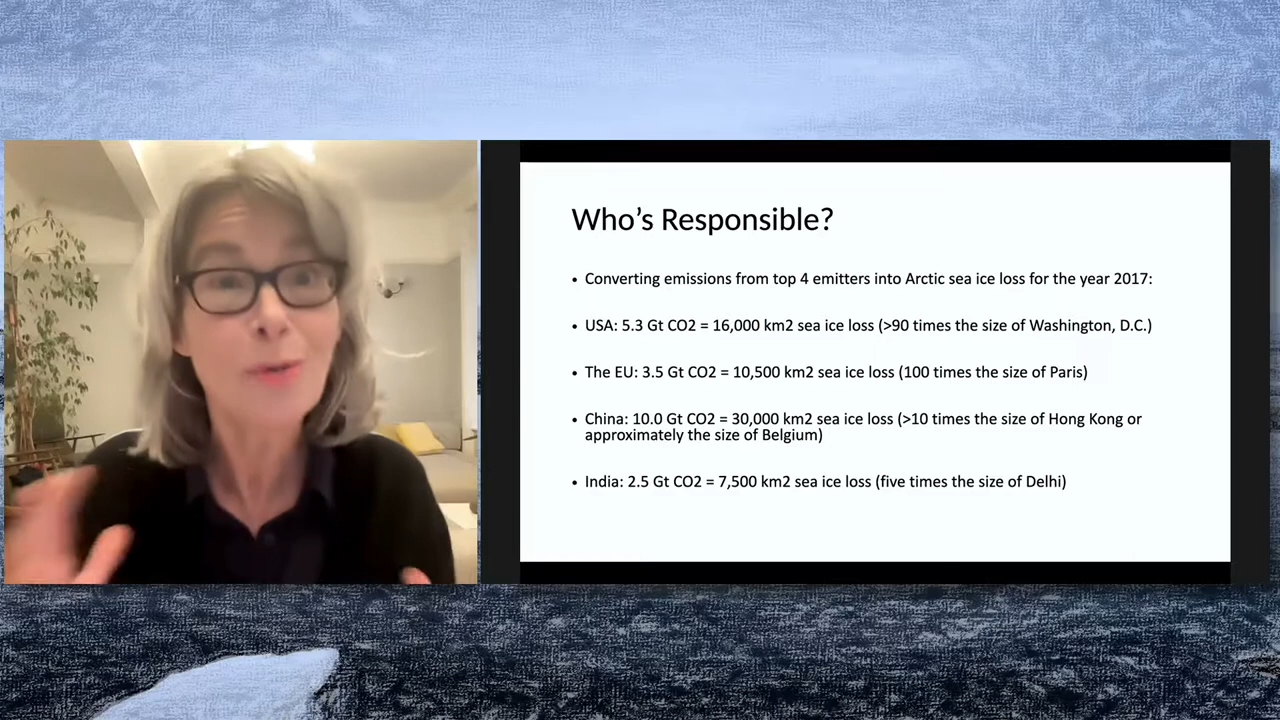 Who’s Responsible?
• Converting emissions from top 4 emitters into Arctic sea ice loss for the year 2017:
• USA: 5.3 Gt CO2 = 16,000 km2 sea ice loss (>90 times the size of Washington, D.C.)
• The EU: 3.5 Gt CO2 = 10,500 km2 sea ice loss (100 times the size of Paris)
• China: 10.0 Gt CO2 = 30,000 km2 sea ice loss (>10 times the size of Hong Kong or
approximately the size of Belgium)
• India: 2.5 Gt CO2 = 7,500 km2 sea ice loss (five times the size of Delhi)